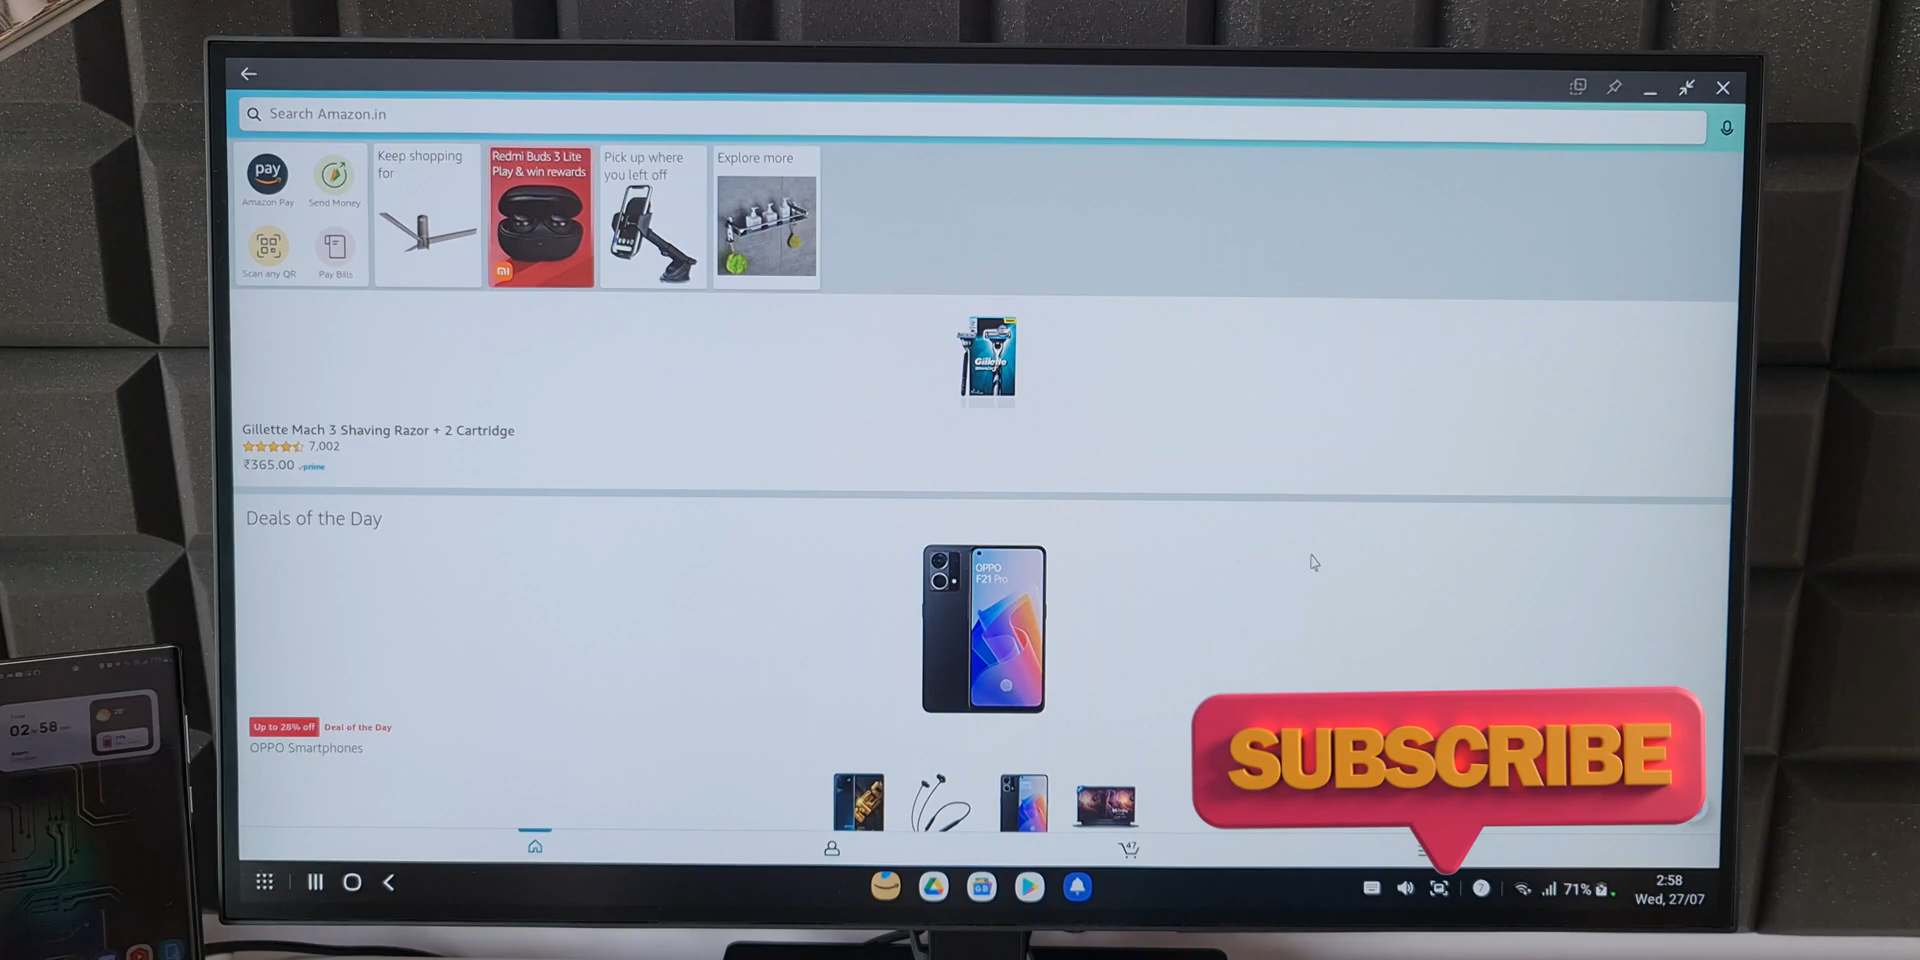 Search Amazon.in
pay
Amazon Pay
Send Money
Scan any QR
Pay Bills
Keep shopping
for
Redmi Buds 3 Lite
Play & win rewards
mi
Pick up where
you left off
Explore more
Gillette
Gillette Mach 3 Shaving Razor + 2 Cartridge
7,002
₹365.00 prime
Deals of the Day
OPPO
F21 Pro
Up to 28% off Deal of the Day
OPPO Smartphones
SUBSCRIBE
47
71%
2:58
Wed, 27/07
02 58